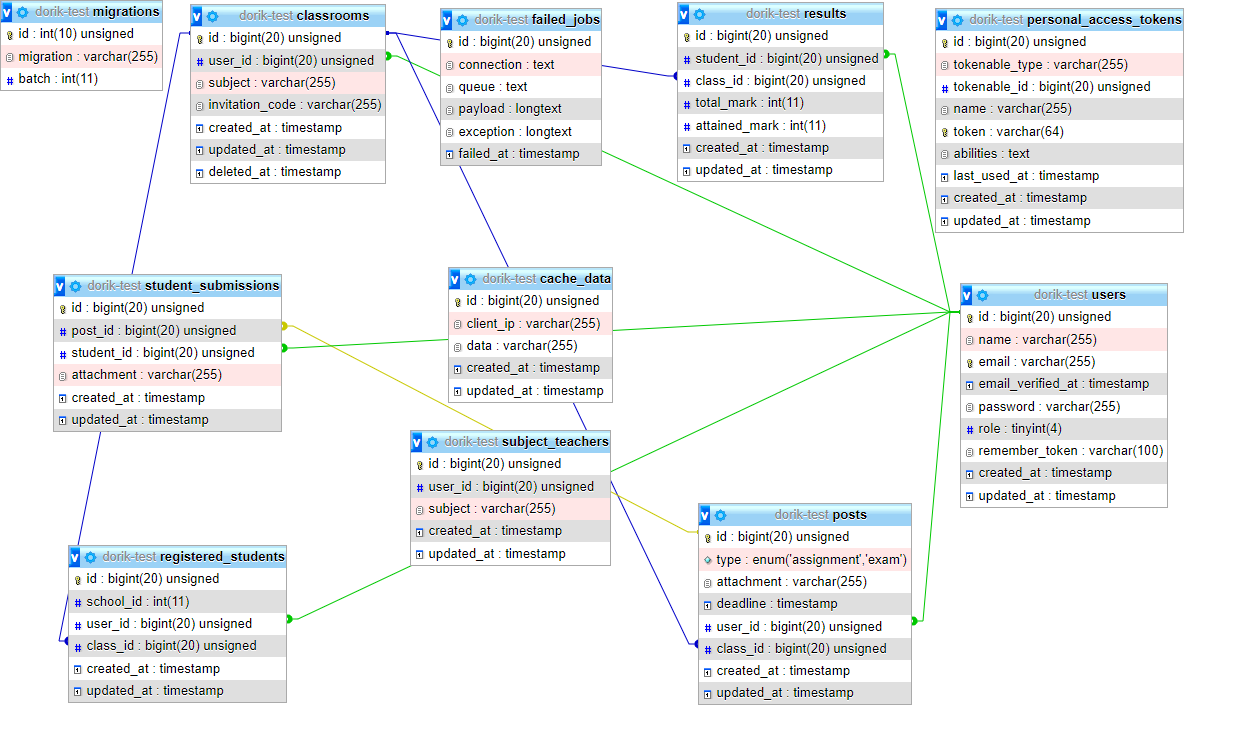 dorik-test migrations
id : int(10) unsigned
migration : varchar(255)
batch : int(11)
dorik-test classrooms
id : bigint(20) unsigned
user_id : bigint(20) unsigned
subject : varchar(255)
invitation_code : varchar(255)
created_at : timestamp
updated_at : timestamp
deleted_at : timestamp
dorik-test failed_jobs
id : bigint(20) unsigned
connection : text
queue : text
payload : longtext
exception : longtext
failed_at : timestamp
dorik-test results
id : bigint(20) unsigned
student_id : bigint(20) unsigned
class_id : bigint(20) unsigned
total_mark : int(11)
attained_mark : int(11)
created_at : timestamp
updated_at : timestamp
dorik-test personal_access_tokens
id : bigint(20) unsigned
tokenable_type : varchar(255)
tokenable_id : bigint(20) unsigned
name : varchar(255)
token : varchar(64)
abilities : text
last_used_at : timestamp
created_at : timestamp
updated_at : timestamp
dorik-test student_submissions
id : bigint(20) unsigned
post_id : bigint(20) unsigned
student_id : bigint(20) unsigned
attachment : varchar(255)
created_at : timestamp
updated_at : timestamp
dorik-test cache_data
id : bigint(20) unsigned
client_ip : varchar(255)
data : varchar(255)
created_at : timestamp
updated_at : timestamp
dorik-test users
id : bigint(20) unsigned
name : varchar(255)
email : varchar(255)
email_verified_at : timestamp
password : varchar(255)
role : tinyint(4)
remember_token : varchar(100)
created_at : timestamp
updated_at : timestamp
dorik-test subject_teachers
id : bigint(20) unsigned
user_id : bigint(20) unsigned
subject : varchar(255)
created_at : timestamp
updated_at : timestamp
dorik-test posts
id : bigint(20) unsigned
type : enum('assignment','exam')
attachment : varchar(255)
deadline : timestamp
user_id : bigint(20) unsigned
class_id : bigint(20) unsigned
created_at : timestamp
updated_at : timestamp
dorik-test registered_students
id : bigint(20) unsigned
school_id : int(11)
user_id : bigint(20) unsigned
class_id : bigint(20) unsigned
created_at : timestamp
updated_at : timestamp